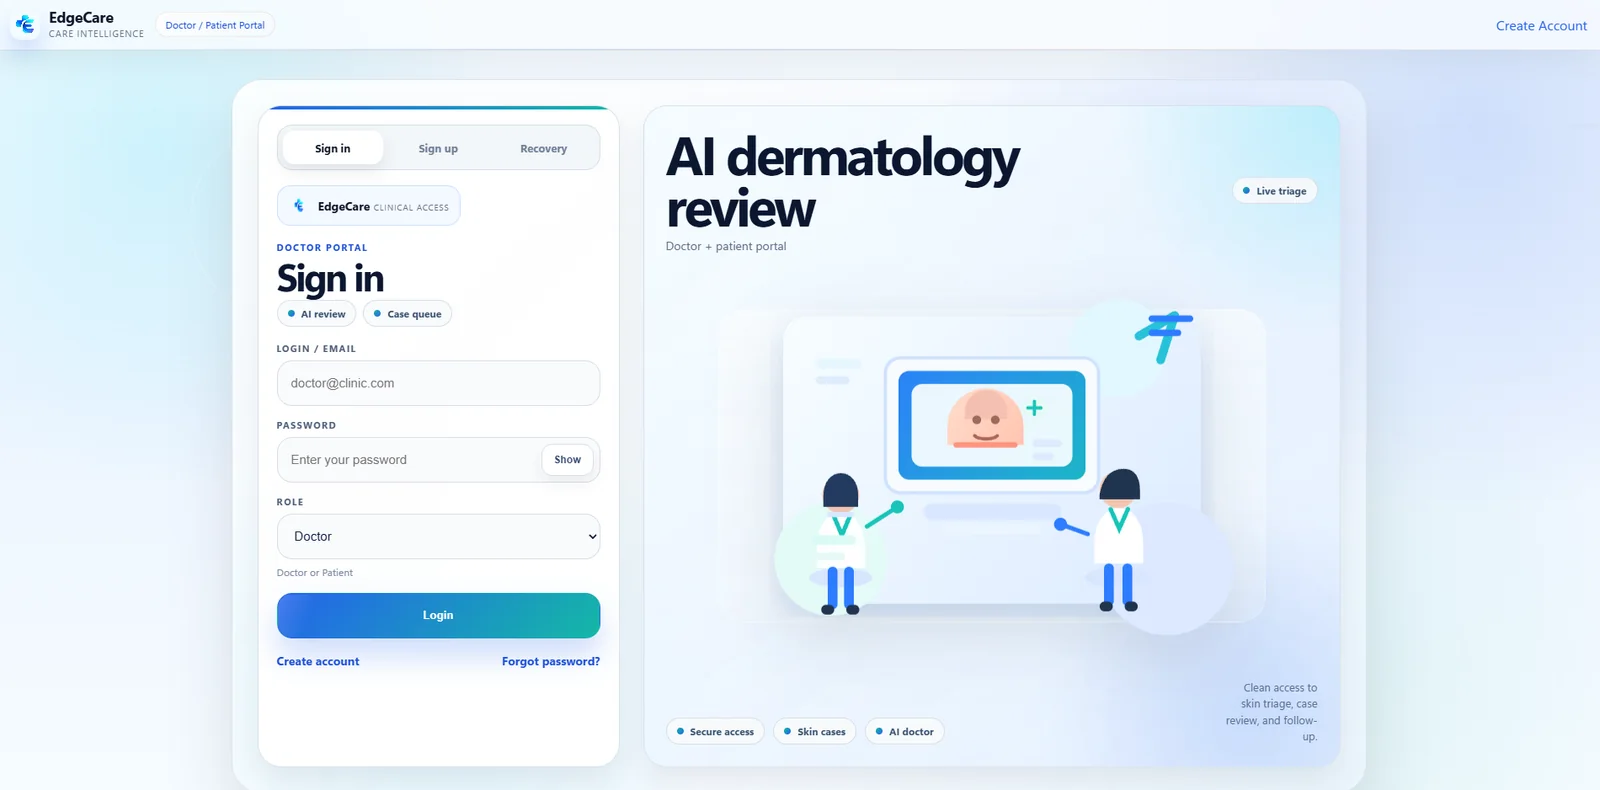 EdgeCare
CARE INTELLIGENCE
Doctor / Patient Portal
Create Account
Sign in
Sign up
Recovery
EdgeCare CLINICAL ACCESS
DOCTOR PORTAL
Sign in
AI review
Case queue
LOGIN / EMAIL
doctor@clinic.com
PASSWORD
Enter your password
Show
ROLE
Doctor
Doctor or Patient
Login
Create account
Forgot password?
AI dermatology
review
Doctor + patient portal
Live triage
Secure access
Skin cases
AI doctor
Clean access to
skin triage, case
review, and follow-
up.